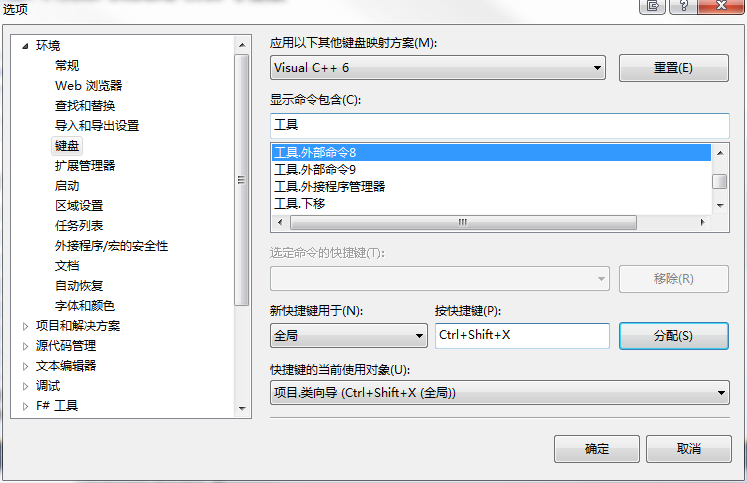 选项
环境
常规
Web 浏览器
查找和替换
导入和导出设置
键盘
扩展管理器
启动
区域设置
任务列表
外接程序/宏的安全性
文档
自动恢复
字体和颜色
项目和解决方案
源代码管理
文本编辑器
调试
F# 工具
应用以下其他键盘映射方案(M):
Visual C++ 6
重置(E)
显示命令包含(C):
工具
工具.外部命令8
工具.外部命令9
工具.外接程序管理器
工具.下移
选定命令的快捷键(T):
移除(R)
新快捷键用于(N):
按快捷键(P):
全局
Ctrl+Shift+X
分配(S)
快捷键的当前使用对象(U):
项目.类向导 (Ctrl+Shift+X (全局))
确定
取消